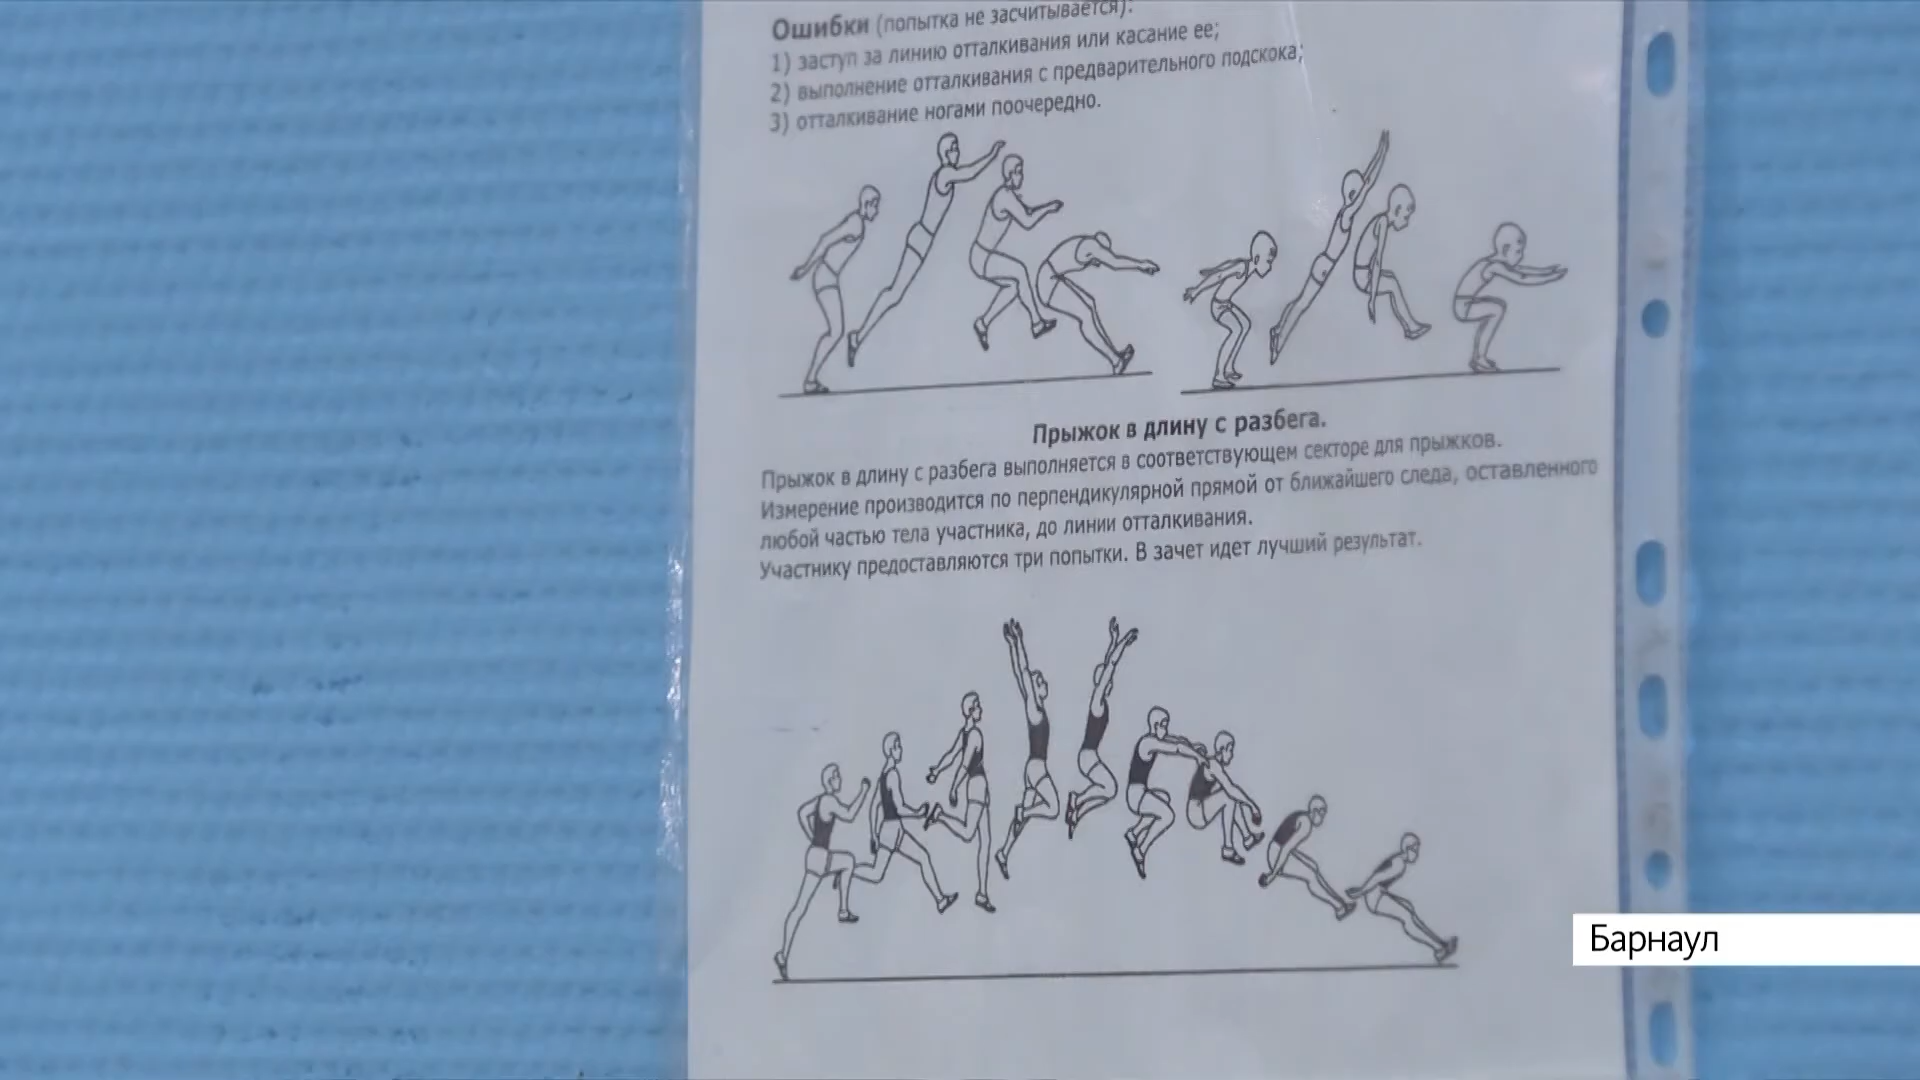 Ошибки (попытка не засчитывается):
1) заступ за линию отталкивания или касание ее;
2) выполнение отталкивания с предварительного подскока;
3) отталкивание ногами поочередно.
Прыжок в длину с разбега.
Прыжок в длину с разбега выполняется в соответствующем секторе для прыжков.
Измерение производится по перпендикулярной прямой от ближайшего следа, оставленного
любой частью тела участника, до линии отталкивания.
Участнику предоставляются три попытки. В зачет идет лучший результат.
Барнаул